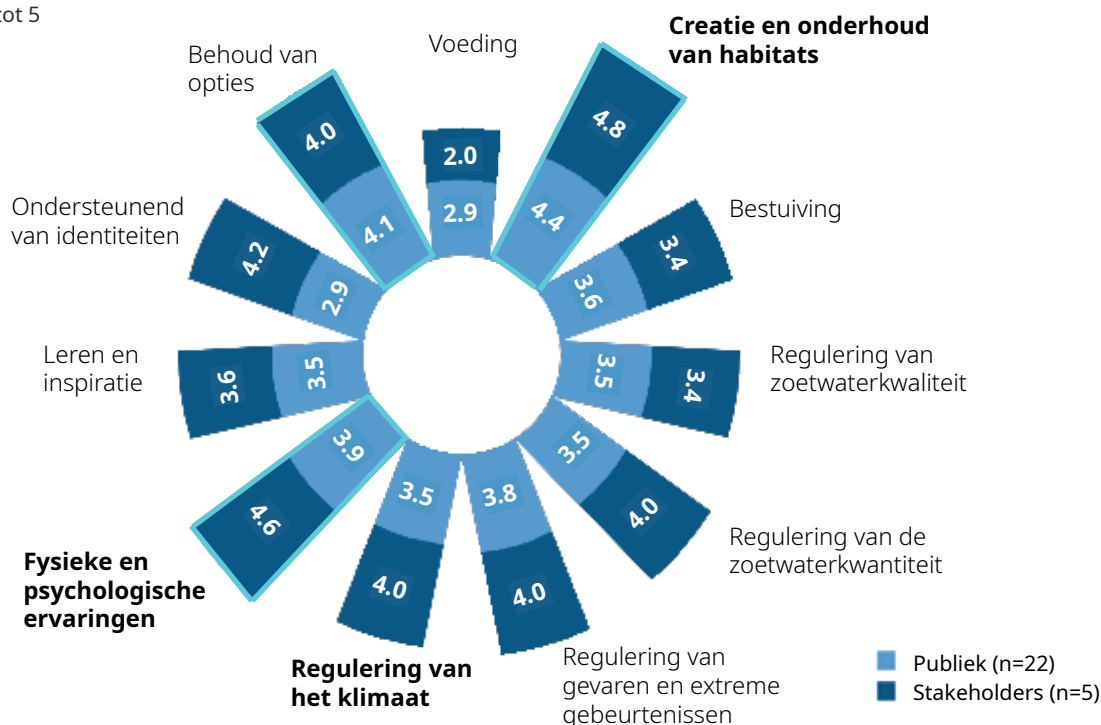 tot 5
Voeding
2.0
2.9
Creatie en onderhoud
van habitats
4.8
4.4
Bestuiving
3.4
3.6
Regulering van
zoetwaterkwaliteit
3.4
3.5
Regulering van de
zoetwaterkwantiteit
4.0
3.5
Regulering van
gevaren en extreme
gebeurtenissen
4.0
3.8
Regulering van
het klimaat
4.0
3.5
Fysieke en
psychologische
ervaringen
4.6
3.9
Leren en
inspiratie
3.6
3.5
Ondersteunend
van identiteiten
4.2
2.9
Behoud van
opties
4.0
4.1
Publiek (n=22)
Stakeholders (n=5)